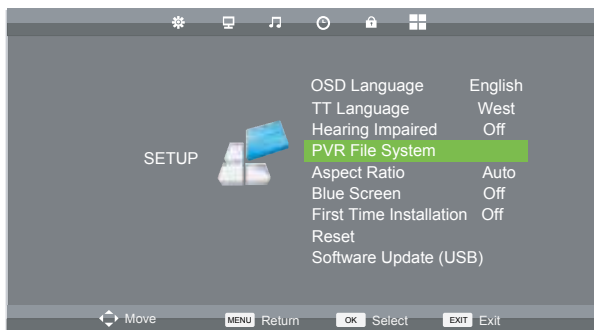 SETUP
OSD Language English
TT Language West
Hearing Impaired Off
PVR File System
Aspect Ratio Auto
Blue Screen Off
First Time Installation Off
Reset
Software Update (USB)
Move MENU Return OK Select EXIT Exit